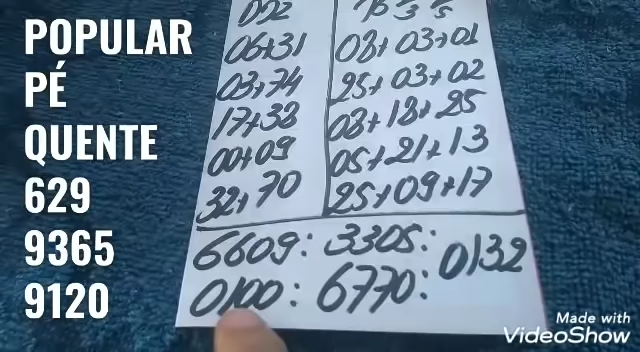 POPULAR
PÉ
QUENTE
629
9365
9120
06+31
03+74
17+38
00+09
32+70
08+03+01
25+03+02
08+18+25
05+21+13
25+09+17
6609: 3305: 0132
0100: 6770:
Made with
VideoShow